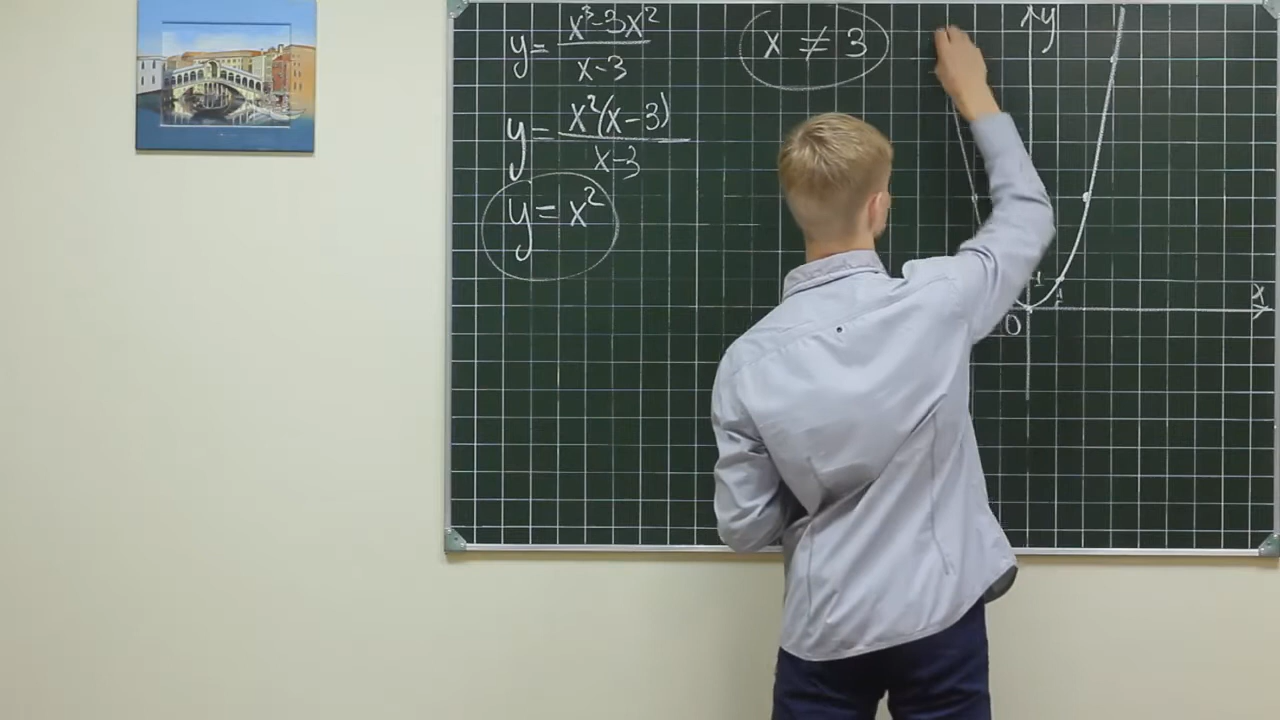 y = (x³-3x²)/(x-3)
x ≠ 3
y = (x²(x-3))/(x-3)
y = x²
y
1
1
0
x